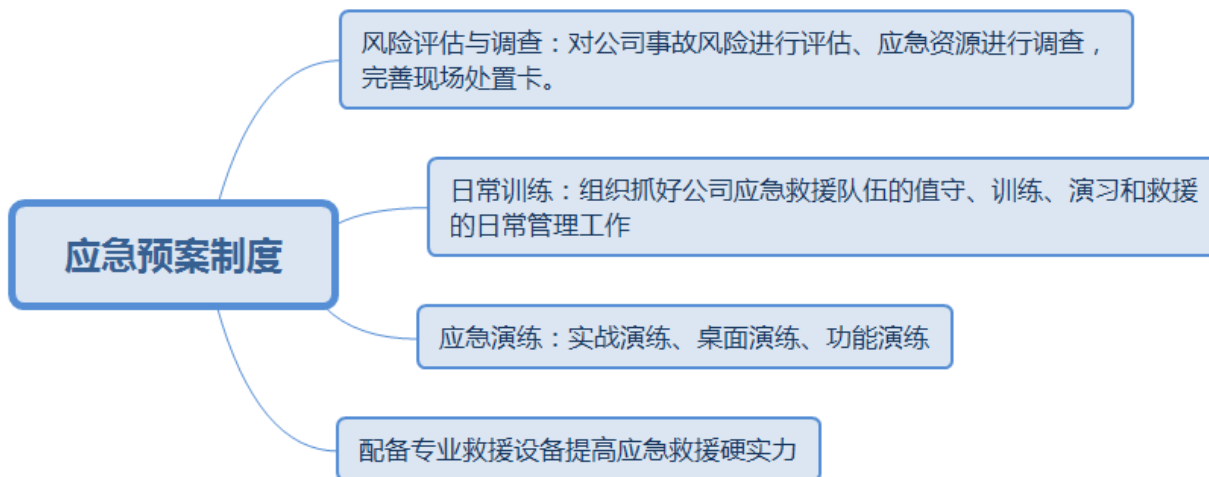 风险评估与调查：对公司事故风险进行评估、应急资源进行调查，
完善现场处置卡。
日常训练：组织抓好公司应急救援队伍的值守、训练、演习和救援
的日常管理工作
应急预案制度
应急演练：实战演练、桌面演练、功能演练
配备专业救援设备提高应急救援硬实力